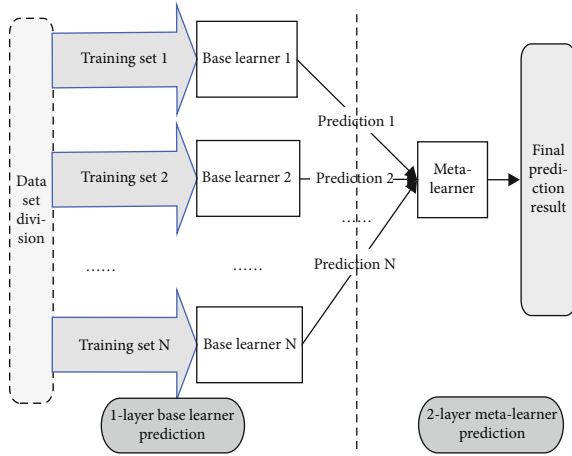 Data
set
divi-
sion
Training set 1
Base learner 1
Prediction 1
Training set 2
Base learner 2
Prediction 2
Meta-
learner
Final
predi-
ction
result
......
......
......
Prediction N
Training set N
Base learner N
1-layer base learner
prediction
2-layer meta-learner
prediction